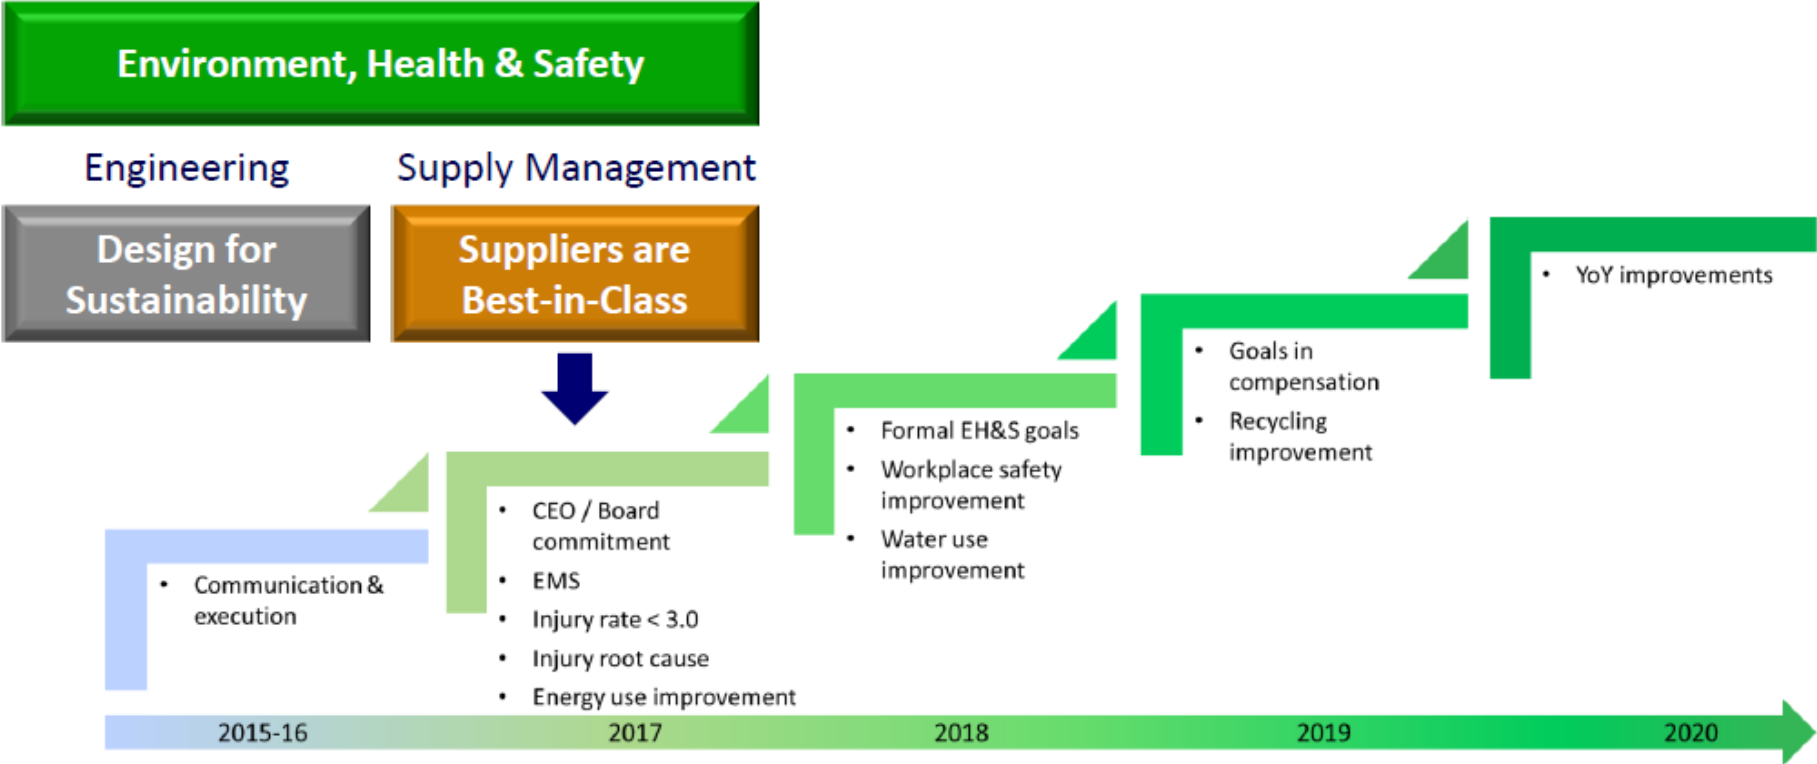 Environment, Health & Safety
Engineering
Supply Management
Design for
Sustainability
Suppliers are
Best-in-Class
• Communication &
execution
• CEO / Board
commitment
• EMS
• Injury rate < 3.0
• Injury root cause
• Energy use improvement
• Formal EH&S goals
• Workplace safety
improvement
• Water use
improvement
• Goals in
compensation
• Recycling
improvement
• YoY improvements
2015-16
2017
2018
2019
2020